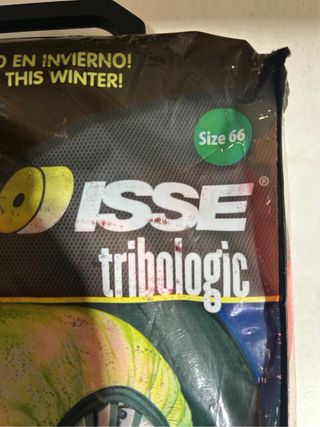 O EN INVIERNO!
THIS WINTER!
Size 66
ISSE®
tribologic